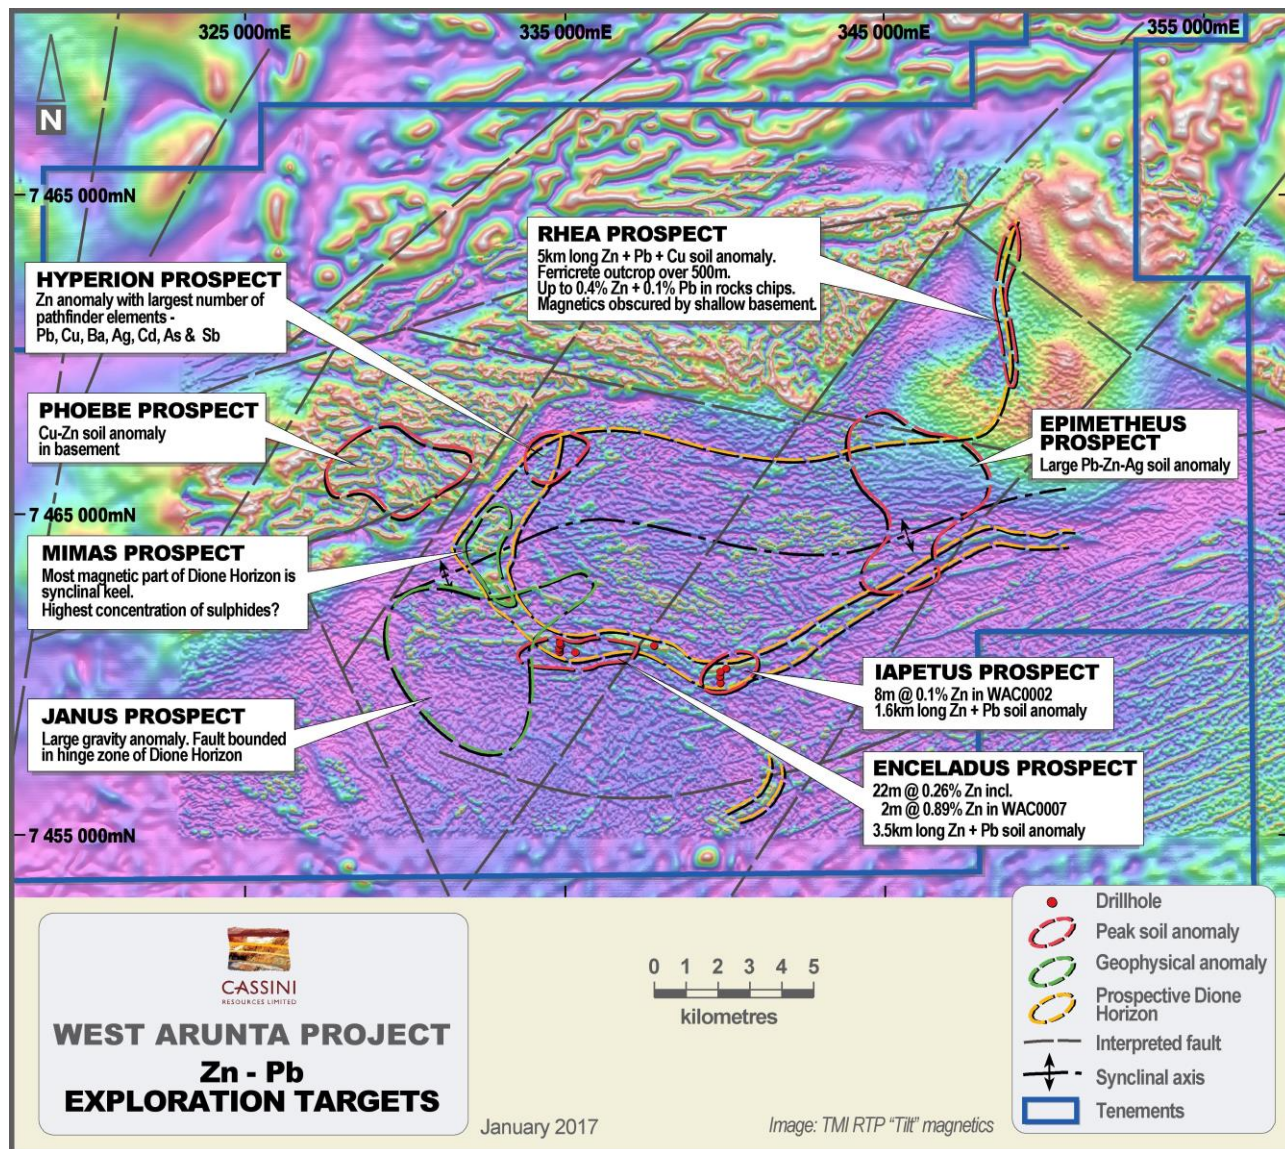 325 000mE
335 000mE
345 000mE
355 000mE
N
7 465 000mN
RHEA PROSPECT
5km long Zn + Pb + Cu soil anomaly.
Ferricrete outcrop over 500m.
Up to 0.4% Zn + 0.1% Pb in rocks chips.
Magnetics obscured by shallow basement.
HYPERION PROSPECT
Zn anomaly with largest number of
pathfinder elements -
Pb, Cu, Ba, Ag, Cd, As & Sb
PHOEBE PROSPECT
Cu-Zn soil anomaly
in basement
EPIMETHEUS
PROSPECT
Large Pb-Zn-Ag soil anomaly
7 465 000mN
MIMAS PROSPECT
Most magnetic part of Dione Horizon is
synclinal keel.
Highest concentration of sulphides?
JANUS PROSPECT
Large gravity anomaly. Fault bounded
in hinge zone of Dione Horizon
IAPETUS PROSPECT
8m @ 0.1% Zn in WAC0002
1.6km long Zn + Pb soil anomaly
ENCELADUS PROSPECT
22m @ 0.26% Zn incl.
2m @ 0.89% Zn in WAC0007
3.5km long Zn + Pb soil anomaly
7 455 000mN
CASSINI
RESOURCES LIMITED
WEST ARUNTA PROJECT
Zn - Pb
EXPLORATION TARGETS
January 2017
0 1 2 3 4 5
kilometres
Image: TMI RTP “Tilt” magnetics
Drillhole
Peak soil anomaly
Geophysical anomaly
Prospective Dione
Horizon
Interpreted fault
Synclinal axis
Tenements